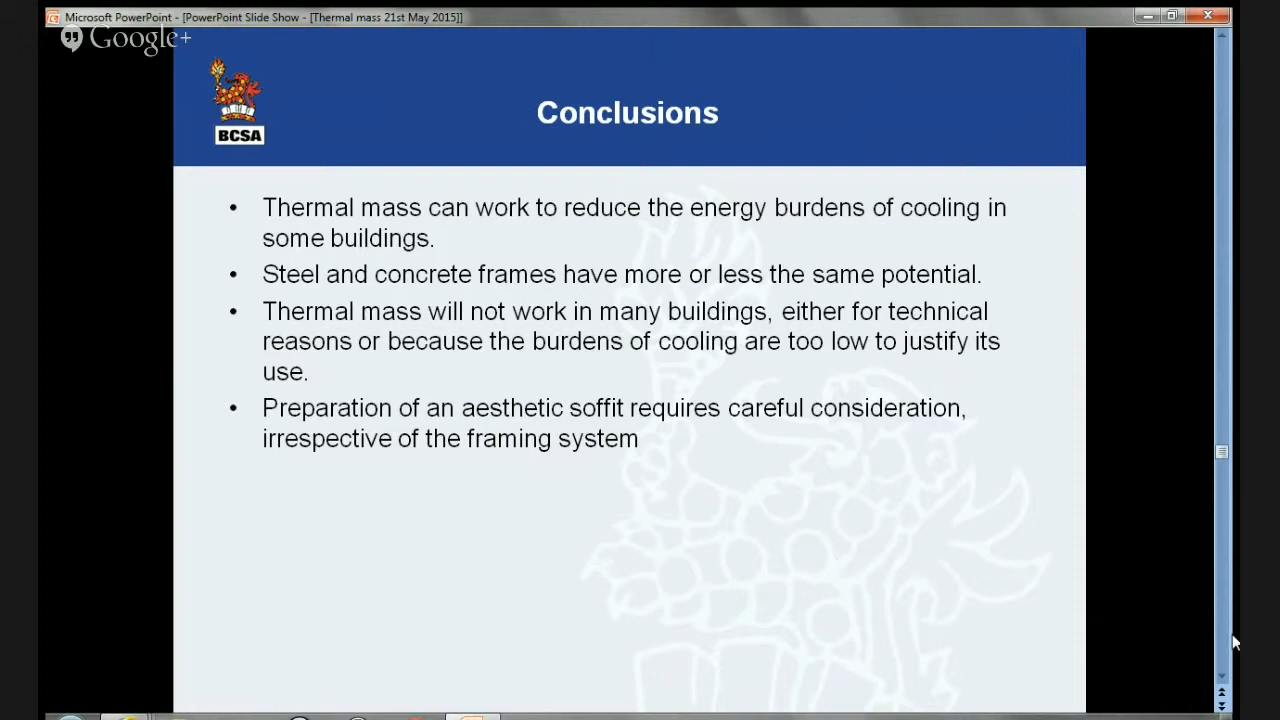 Microsoft PowerPoint - [PowerPoint Slide Show - [Thermal mass 21st May 2015]]
Google+
BCSA
Conclusions
• Thermal mass can work to reduce the energy burdens of cooling in
some buildings.
• Steel and concrete frames have more or less the same potential.
• Thermal mass will not work in many buildings, either for technical
reasons or because the burdens of cooling are too low to justify its
use.
• Preparation of an aesthetic soffit requires careful consideration,
irrespective of the framing system